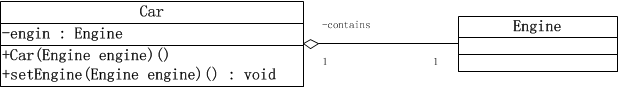 Car
-engin : Engine
+Car(Engine engine)()
+setEngine(Engine engine)() : void
-contains
1
1
Engine